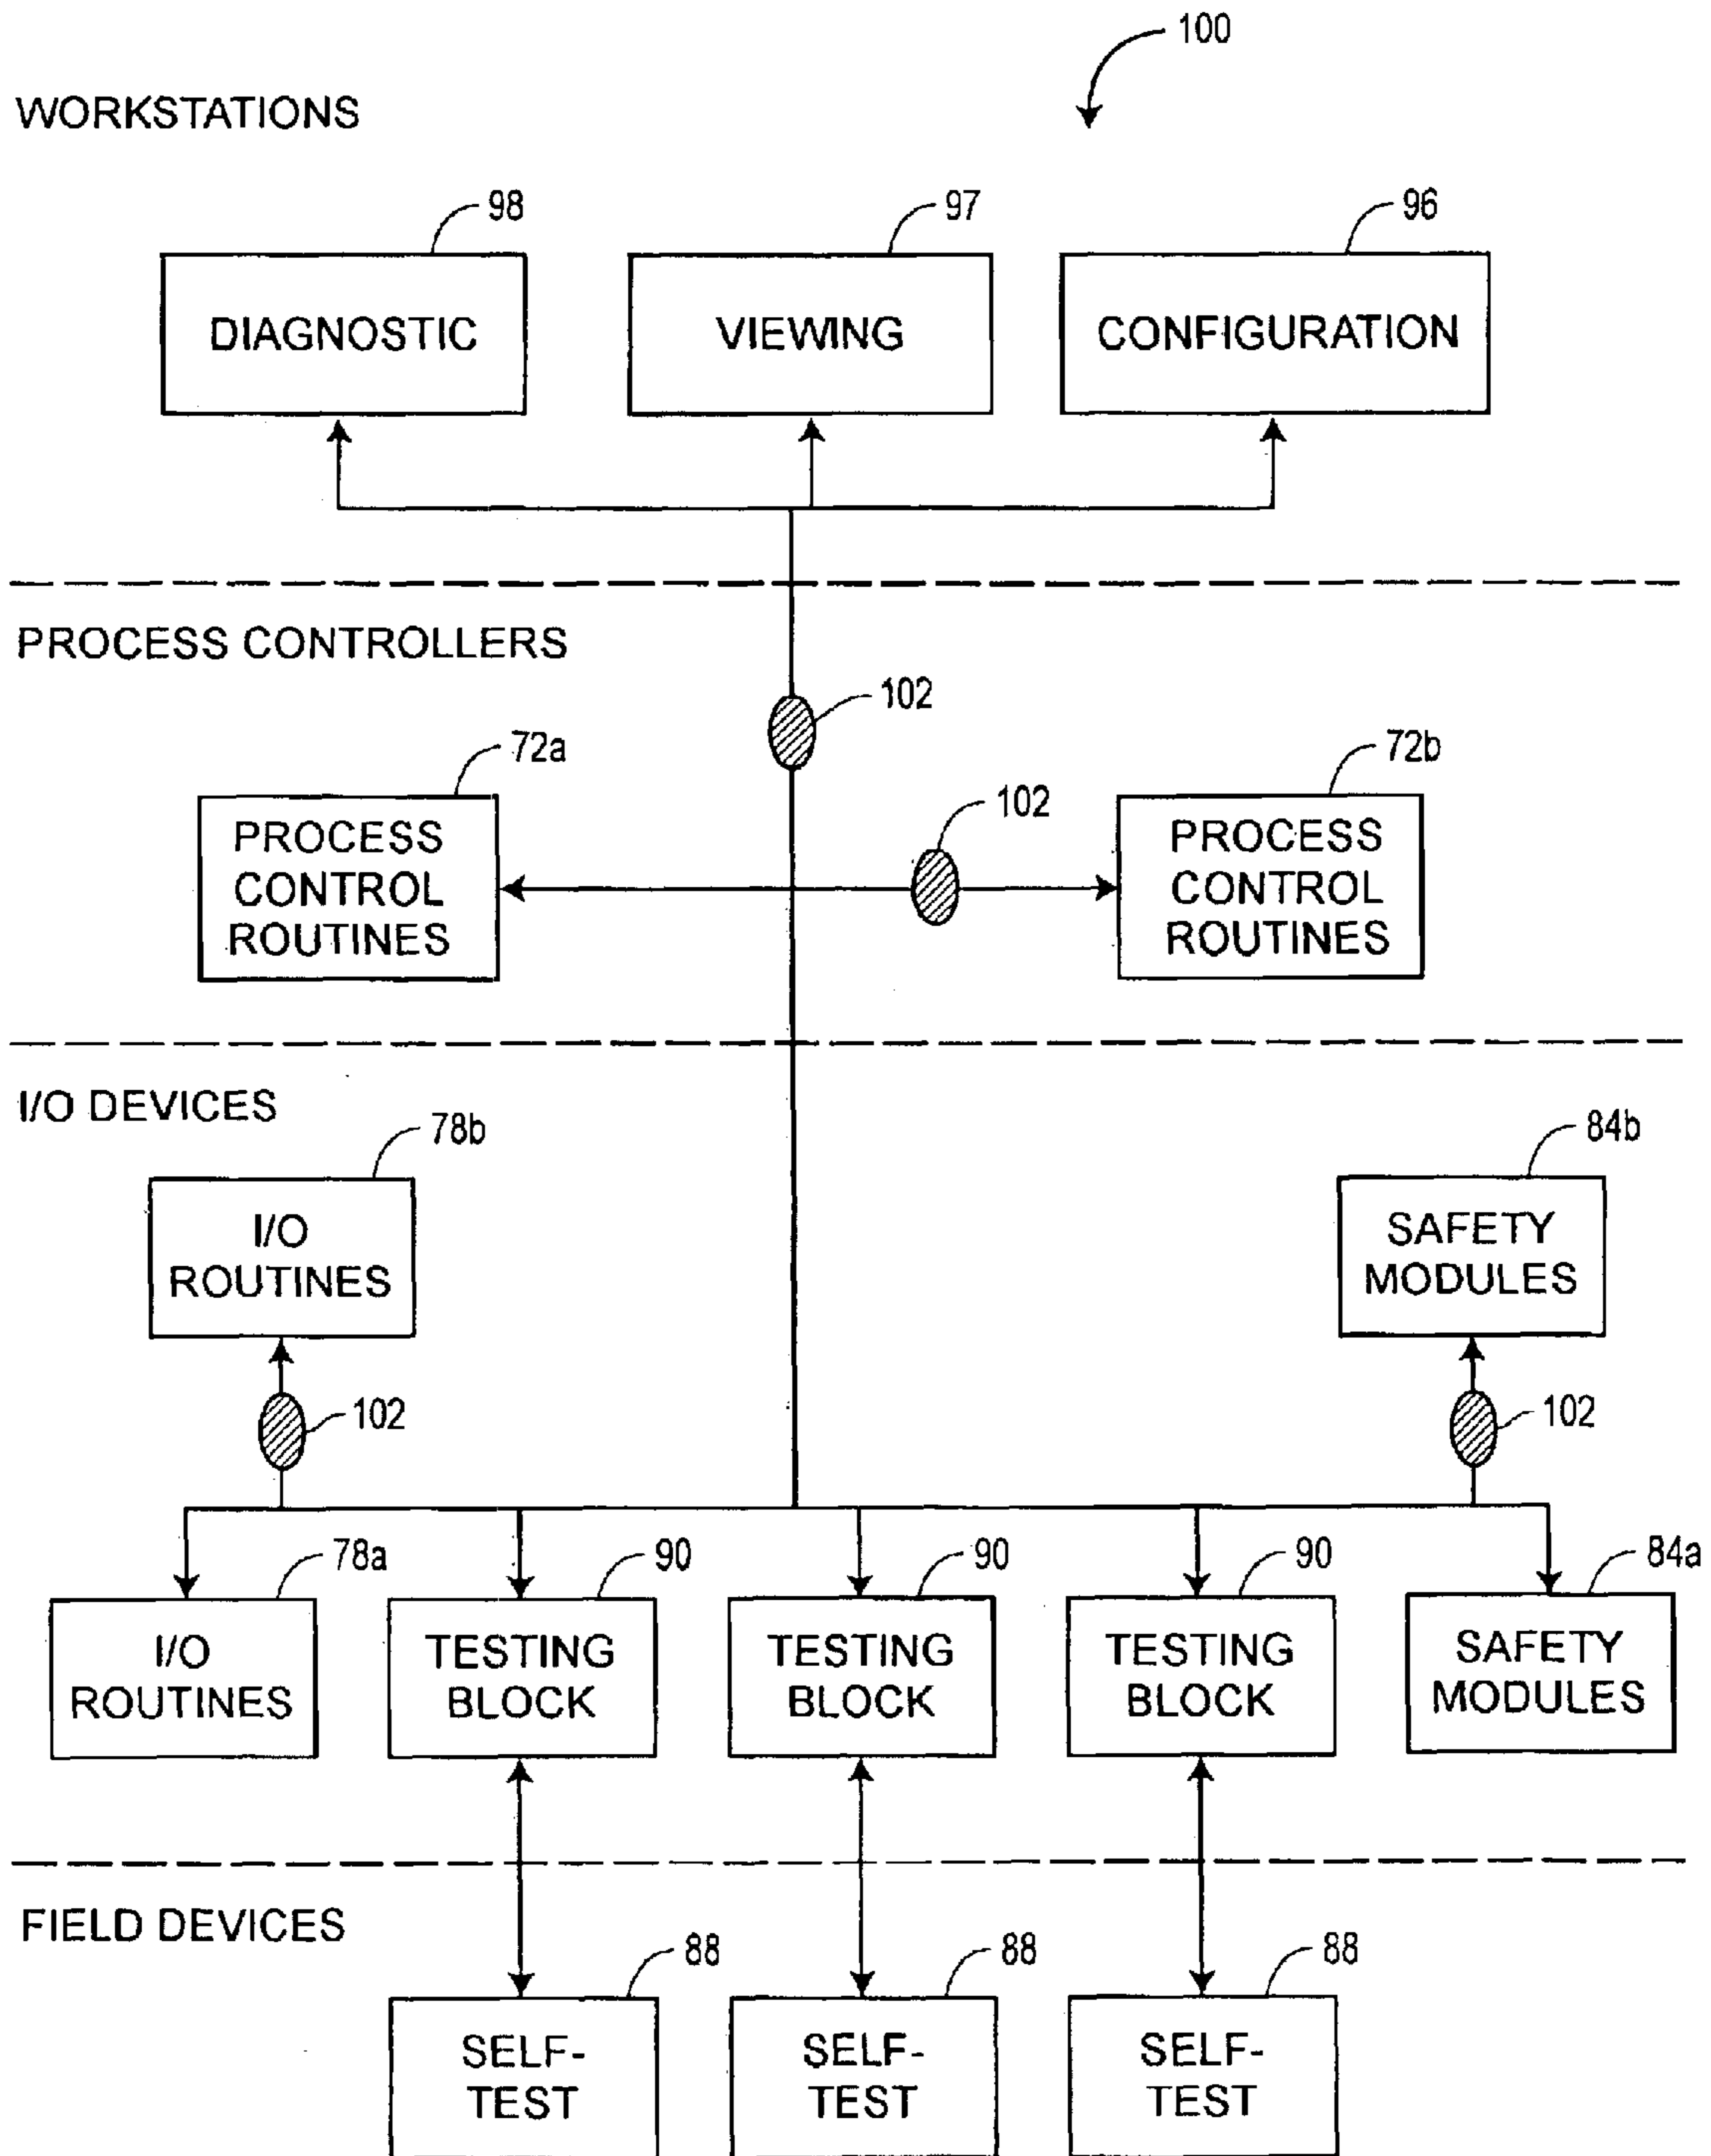 100
WORKSTATIONS
98
97
96
DIAGNOSTIC
VIEWING
CONFIGURATION
PROCESS CONTROLLERS
102
72a
72b
102
PROCESS
CONTROL
ROUTINES
PROCESS
CONTROL
ROUTINES
I/O DEVICES
78b
84b
I/O
ROUTINES
SAFETY
MODULES
102
102
78a
90
90
90
84a
I/O
ROUTINES
TESTING
BLOCK
TESTING
BLOCK
TESTING
BLOCK
SAFETY
MODULES
FIELD DEVICES
88
88
88
SELF-
TEST
SELF-
TEST
SELF-
TEST